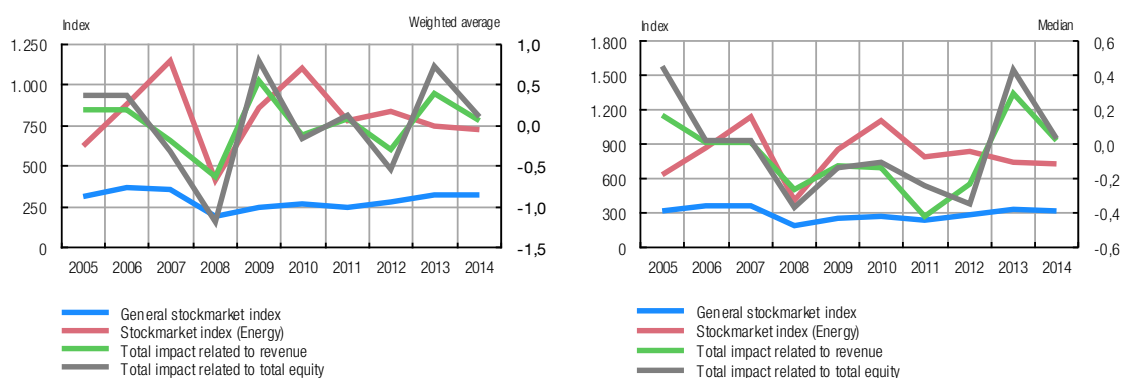 Index
Weighted average
1.250
1,0
1.000
0,5
750
0,0
500
-0,5
250
-1,0
0
-1,5
2005 2006 2007 2008 2009 2010 2011 2012 2013 2014
General stockmarket index
Stockmarket index (Energy)
Total impact related to revenue
Total impact related to total equity
Index
Median
1.800
0,6
1.500
0,4
1.200
0,2
900
0,0
600
-0,2
300
-0,4
0
-0,6
2005 2006 2007 2008 2009 2010 2011 2012 2013 2014
General stockmarket index
Stockmarket index (Energy)
Total impact related to revenue
Total impact related to total equity